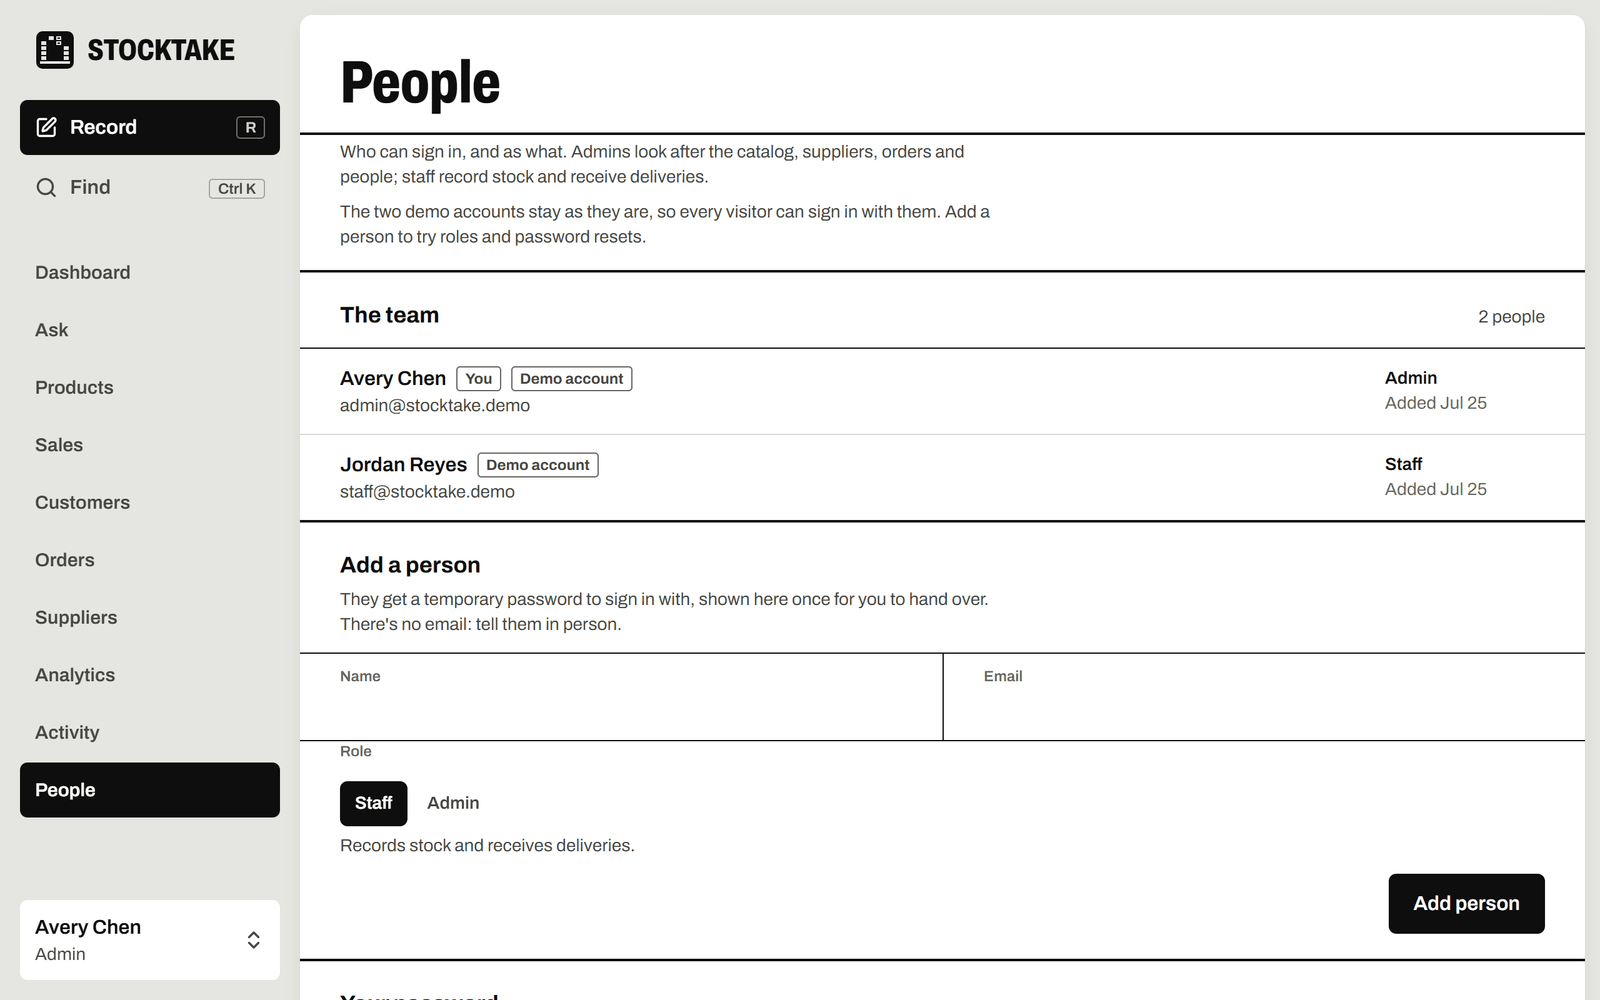 STOCKTAKE
Record R
Find Ctrl K
Dashboard
Ask
Products
Sales
Customers
Orders
Suppliers
Analytics
Activity
People
Avery Chen
Admin
People
Who can sign in, and as what. Admins look after the catalog, suppliers, orders and
people; staff record stock and receive deliveries.
The two demo accounts stay as they are, so every visitor can sign in with them. Add a
person to try roles and password resets.
The team
2 people
Avery Chen You Demo account
admin@stocktake.demo
Admin
Added Jul 25
Jordan Reyes Demo account
staff@stocktake.demo
Staff
Added Jul 25
Add a person
They get a temporary password to sign in with, shown here once for you to hand over.
There's no email: tell them in person.
Name
Email
Role
Staff Admin
Records stock and receives deliveries.
Add person
Your password